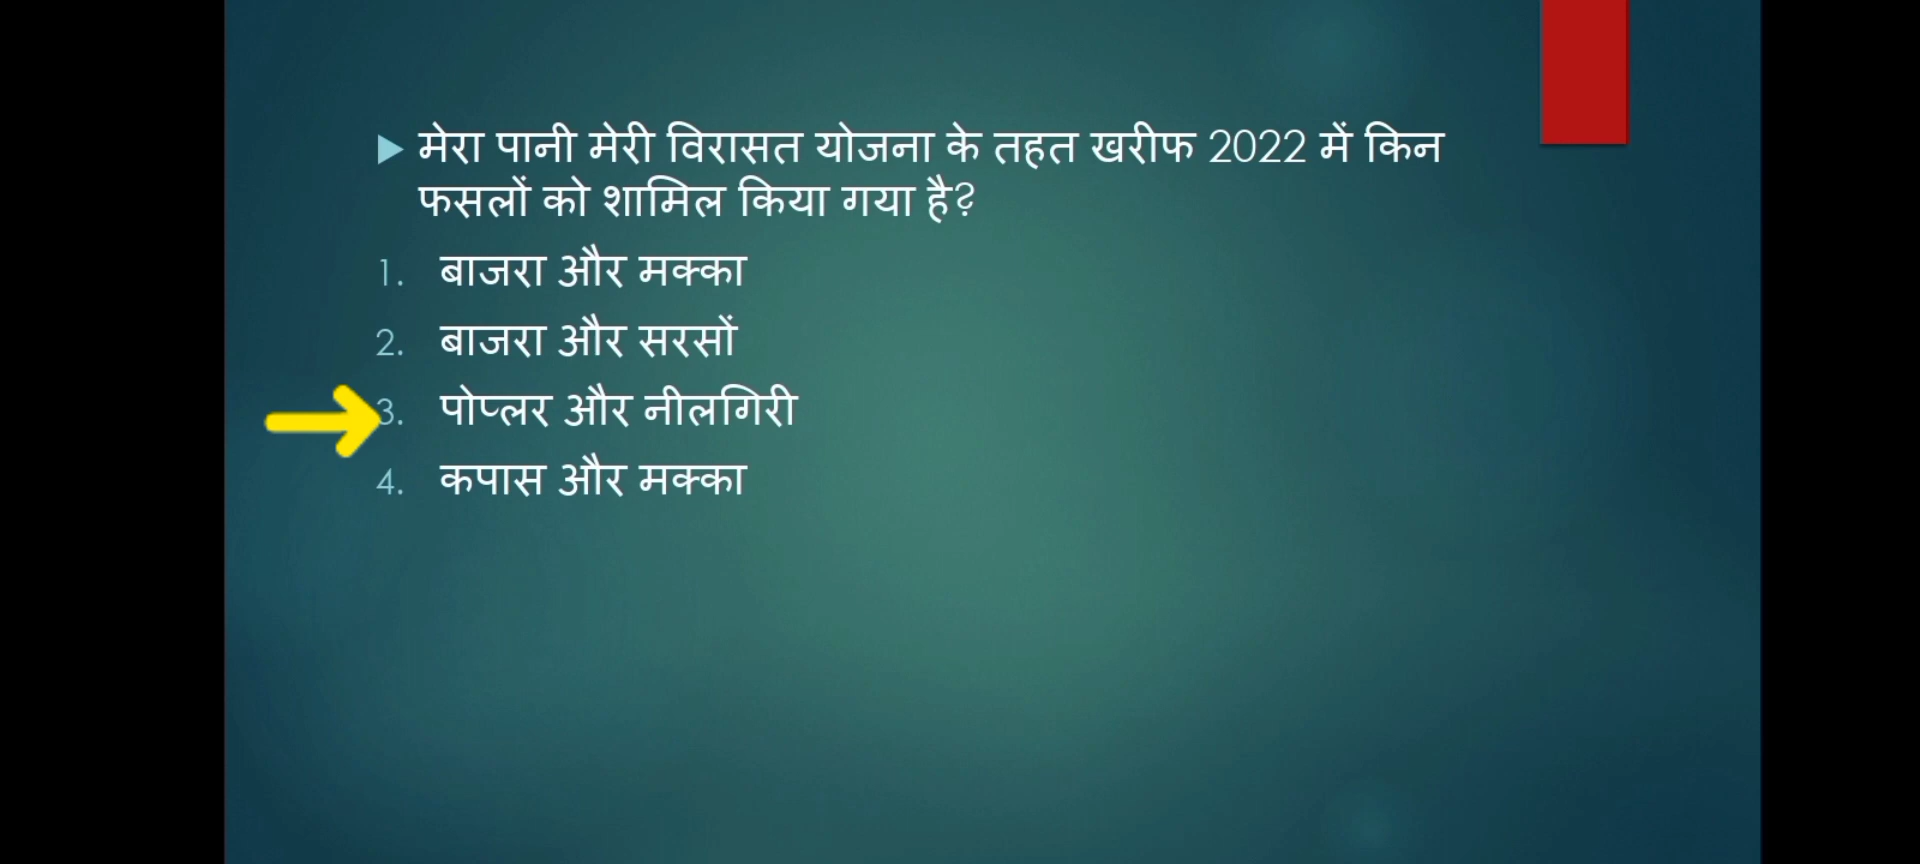 मेरा पानी मेरी विरासत योजना के तहत खरीफ 2022 में किन
फसलों को शामिल किया गया है?
1. बाजरा और मक्का
2. बाजरा और सरसों
3. पोप्लर और नीलगिरी
4. कपास और मक्का